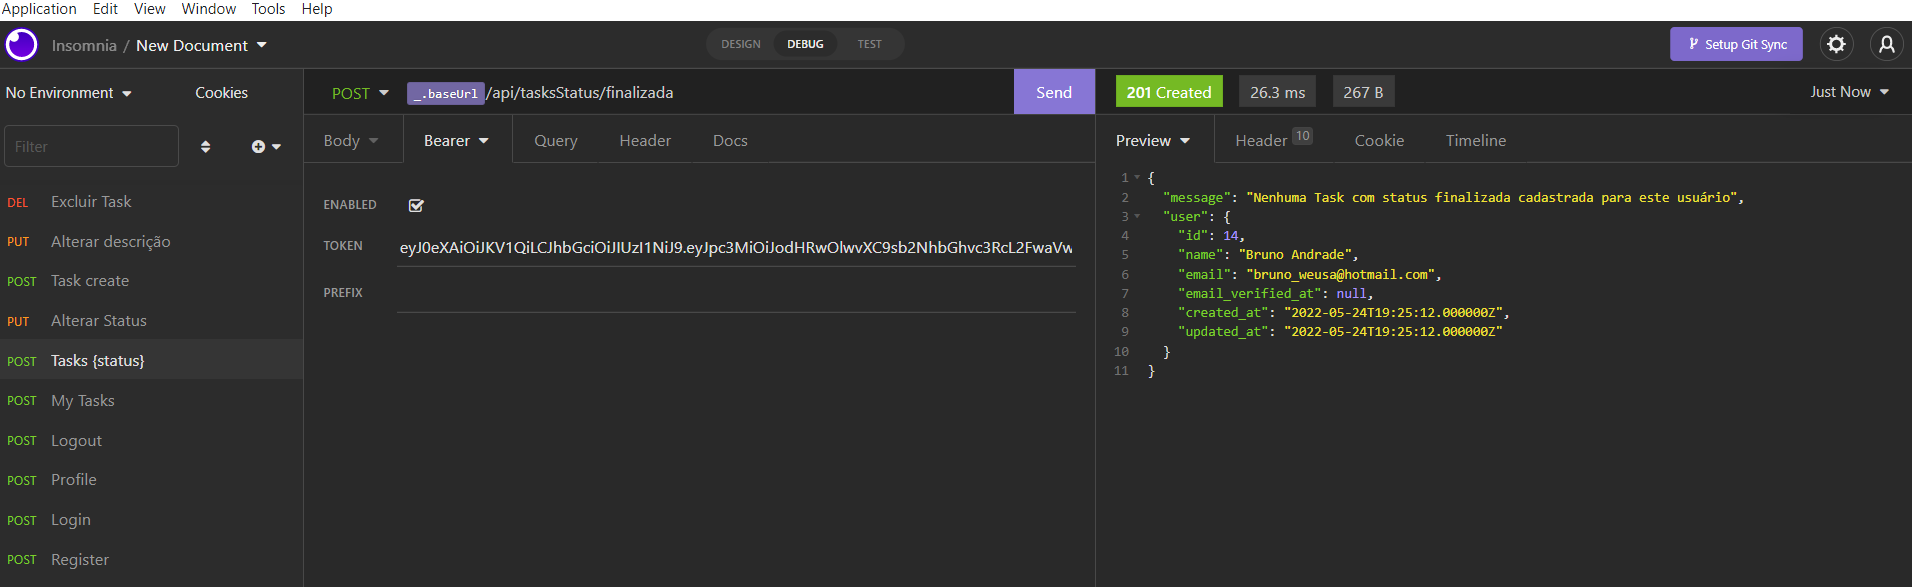 Application Edit View Window Tools Help
Insomnia / New Document
DESIGN DEBUG TEST
Setup Git Sync
No Environment Cookies
POST _.baseUrl/api/tasksStatus/finalizada Send
201 Created 26.3 ms 267 B Just Now
Filter
Body Bearer Query Header Docs
Preview Header 10 Cookie Timeline
DEL Excluir Task
PUT Alterar descrição
POST Task create
PUT Alterar Status
POST Tasks {status}
POST My Tasks
POST Logout
POST Profile
POST Login
POST Register
ENABLED
TOKEN eyJ0eXAiOiJKV1QiLCJhbGciOiJIUzI1NiJ9.eyJpc3MiOiJodHRwOlwvXC9sb2NhbGhvc3RcL2FwaVw
PREFIX
1 {
2 "message": "Nenhuma Task com status finalizada cadastrada para este usuário",
3 "user": {
4 "id": 14,
5 "name": "Bruno Andrade",
6 "email": "bruno_weusa@hotmail.com",
7 "email_verified_at": null,
8 "created_at": "2022-05-24T19:25:12.000000Z",
9 "updated_at": "2022-05-24T19:25:12.000000Z"
10 }
11 }